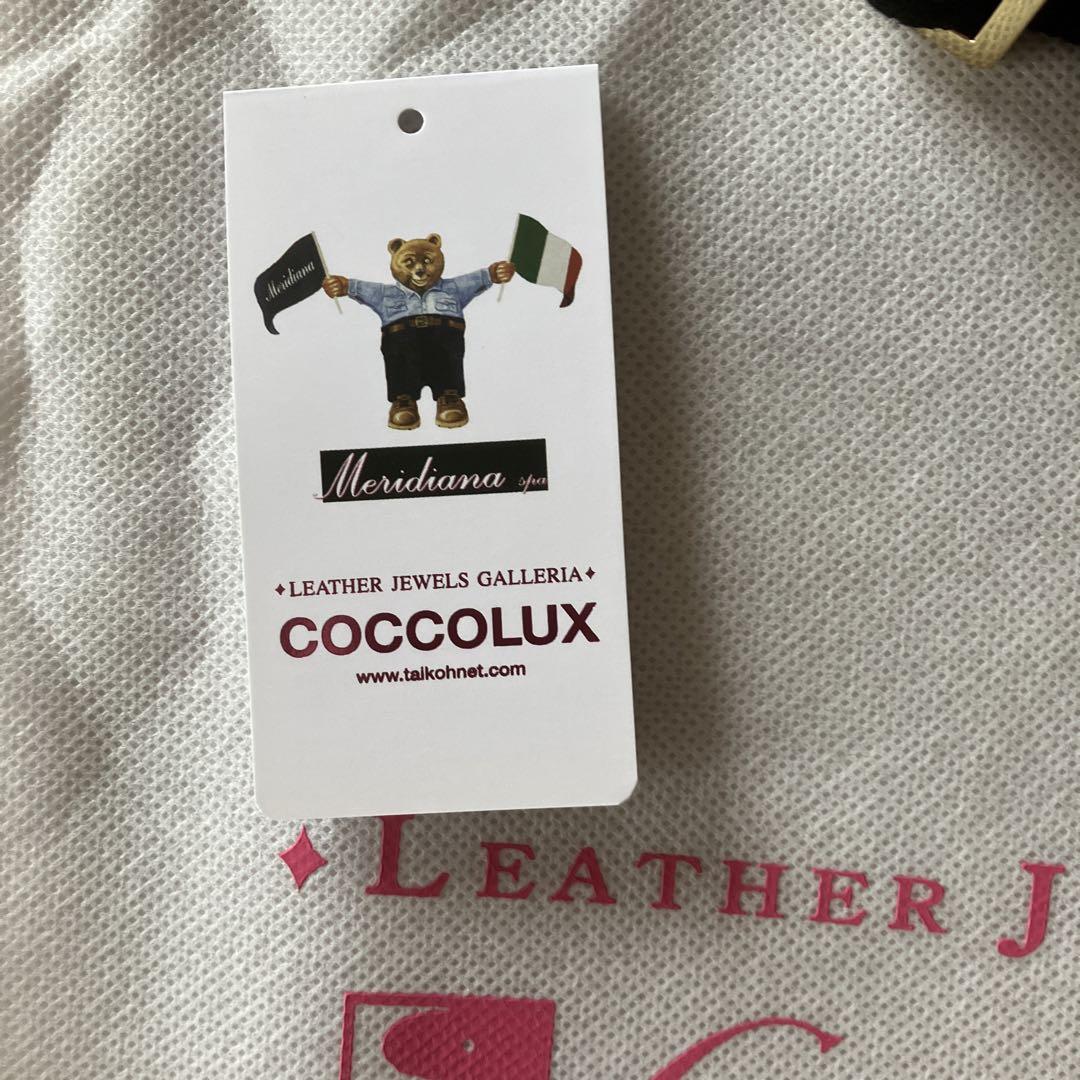 Meridiana
Meridiana spa
♦LEATHER JEWELS GALLERIA♦
COCCOLUX
www.taikohnet.com
♦LEATHER J